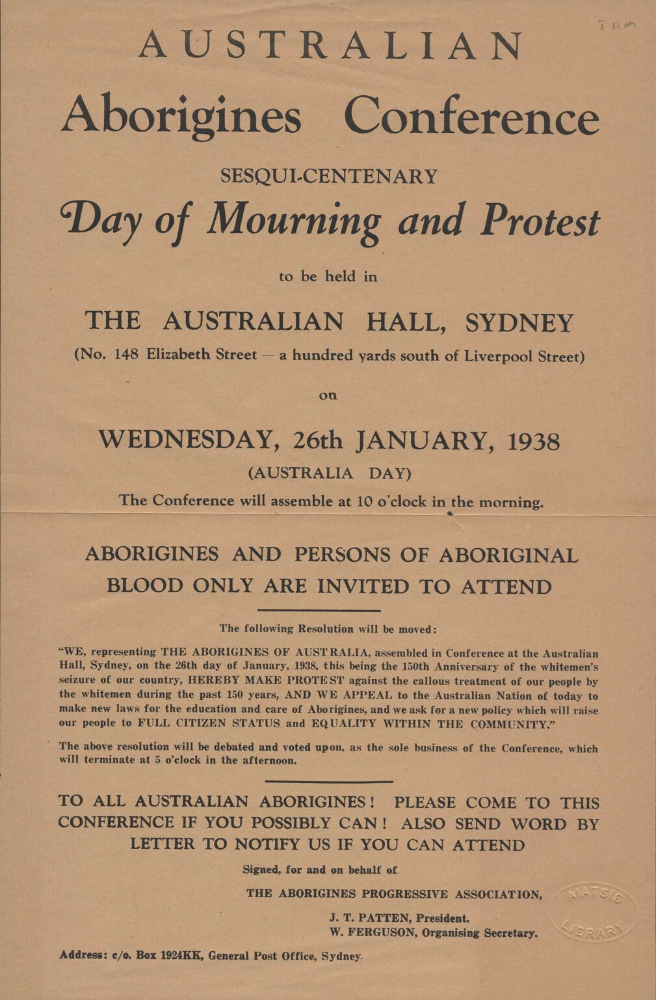 THM
AUSTRALIAN
Aborigines Conference
SESQUI-CENTENARY
Day of Mourning and Protest
to be held in
THE AUSTRALIAN HALL, SYDNEY
(No. 148 Elizabeth Street — a hundred yards south of Liverpool Street)
on
WEDNESDAY, 26th JANUARY, 1938
(AUSTRALIA DAY)
The Conference will assemble at 10 o'clock in the morning.
ABORIGINES AND PERSONS OF ABORIGINAL
BLOOD ONLY ARE INVITED TO ATTEND
The following Resolution will be moved:
"WE, representing THE ABORIGINES OF AUSTRALIA, assembled in Conference at the Australian
Hall, Sydney, on the 26th day of January, 1938, this being the 150th Anniversary of the whitemen's
seizure of our country, HEREBY MAKE PROTEST against the callous treatment of our people by
the whitemen during the past 150 years, AND WE APPEAL to the Australian Nation of today to
make new laws for the education and care of Aborigines, and we ask for a new policy which will raise
our people to FULL CITIZEN STATUS and EQUALITY WITHIN THE COMMUNITY."
The above resolution will be debated and voted upon, as the sole business of the Conference, which
will terminate at 5 o'clock in the afternoon.
TO ALL AUSTRALIAN ABORIGINES! PLEASE COME TO THIS
CONFERENCE IF YOU POSSIBLY CAN! ALSO SEND WORD BY
LETTER TO NOTIFY US IF YOU CAN ATTEND
Signed, for and on behalf of
THE ABORIGINES PROGRESSIVE ASSOCIATION,
J. T. PATTEN, President.
W. FERGUSON, Organising Secretary.
AIATSIS
LIBRARY
Address: c/o. Box 1924KK, General Post Office, Sydney.